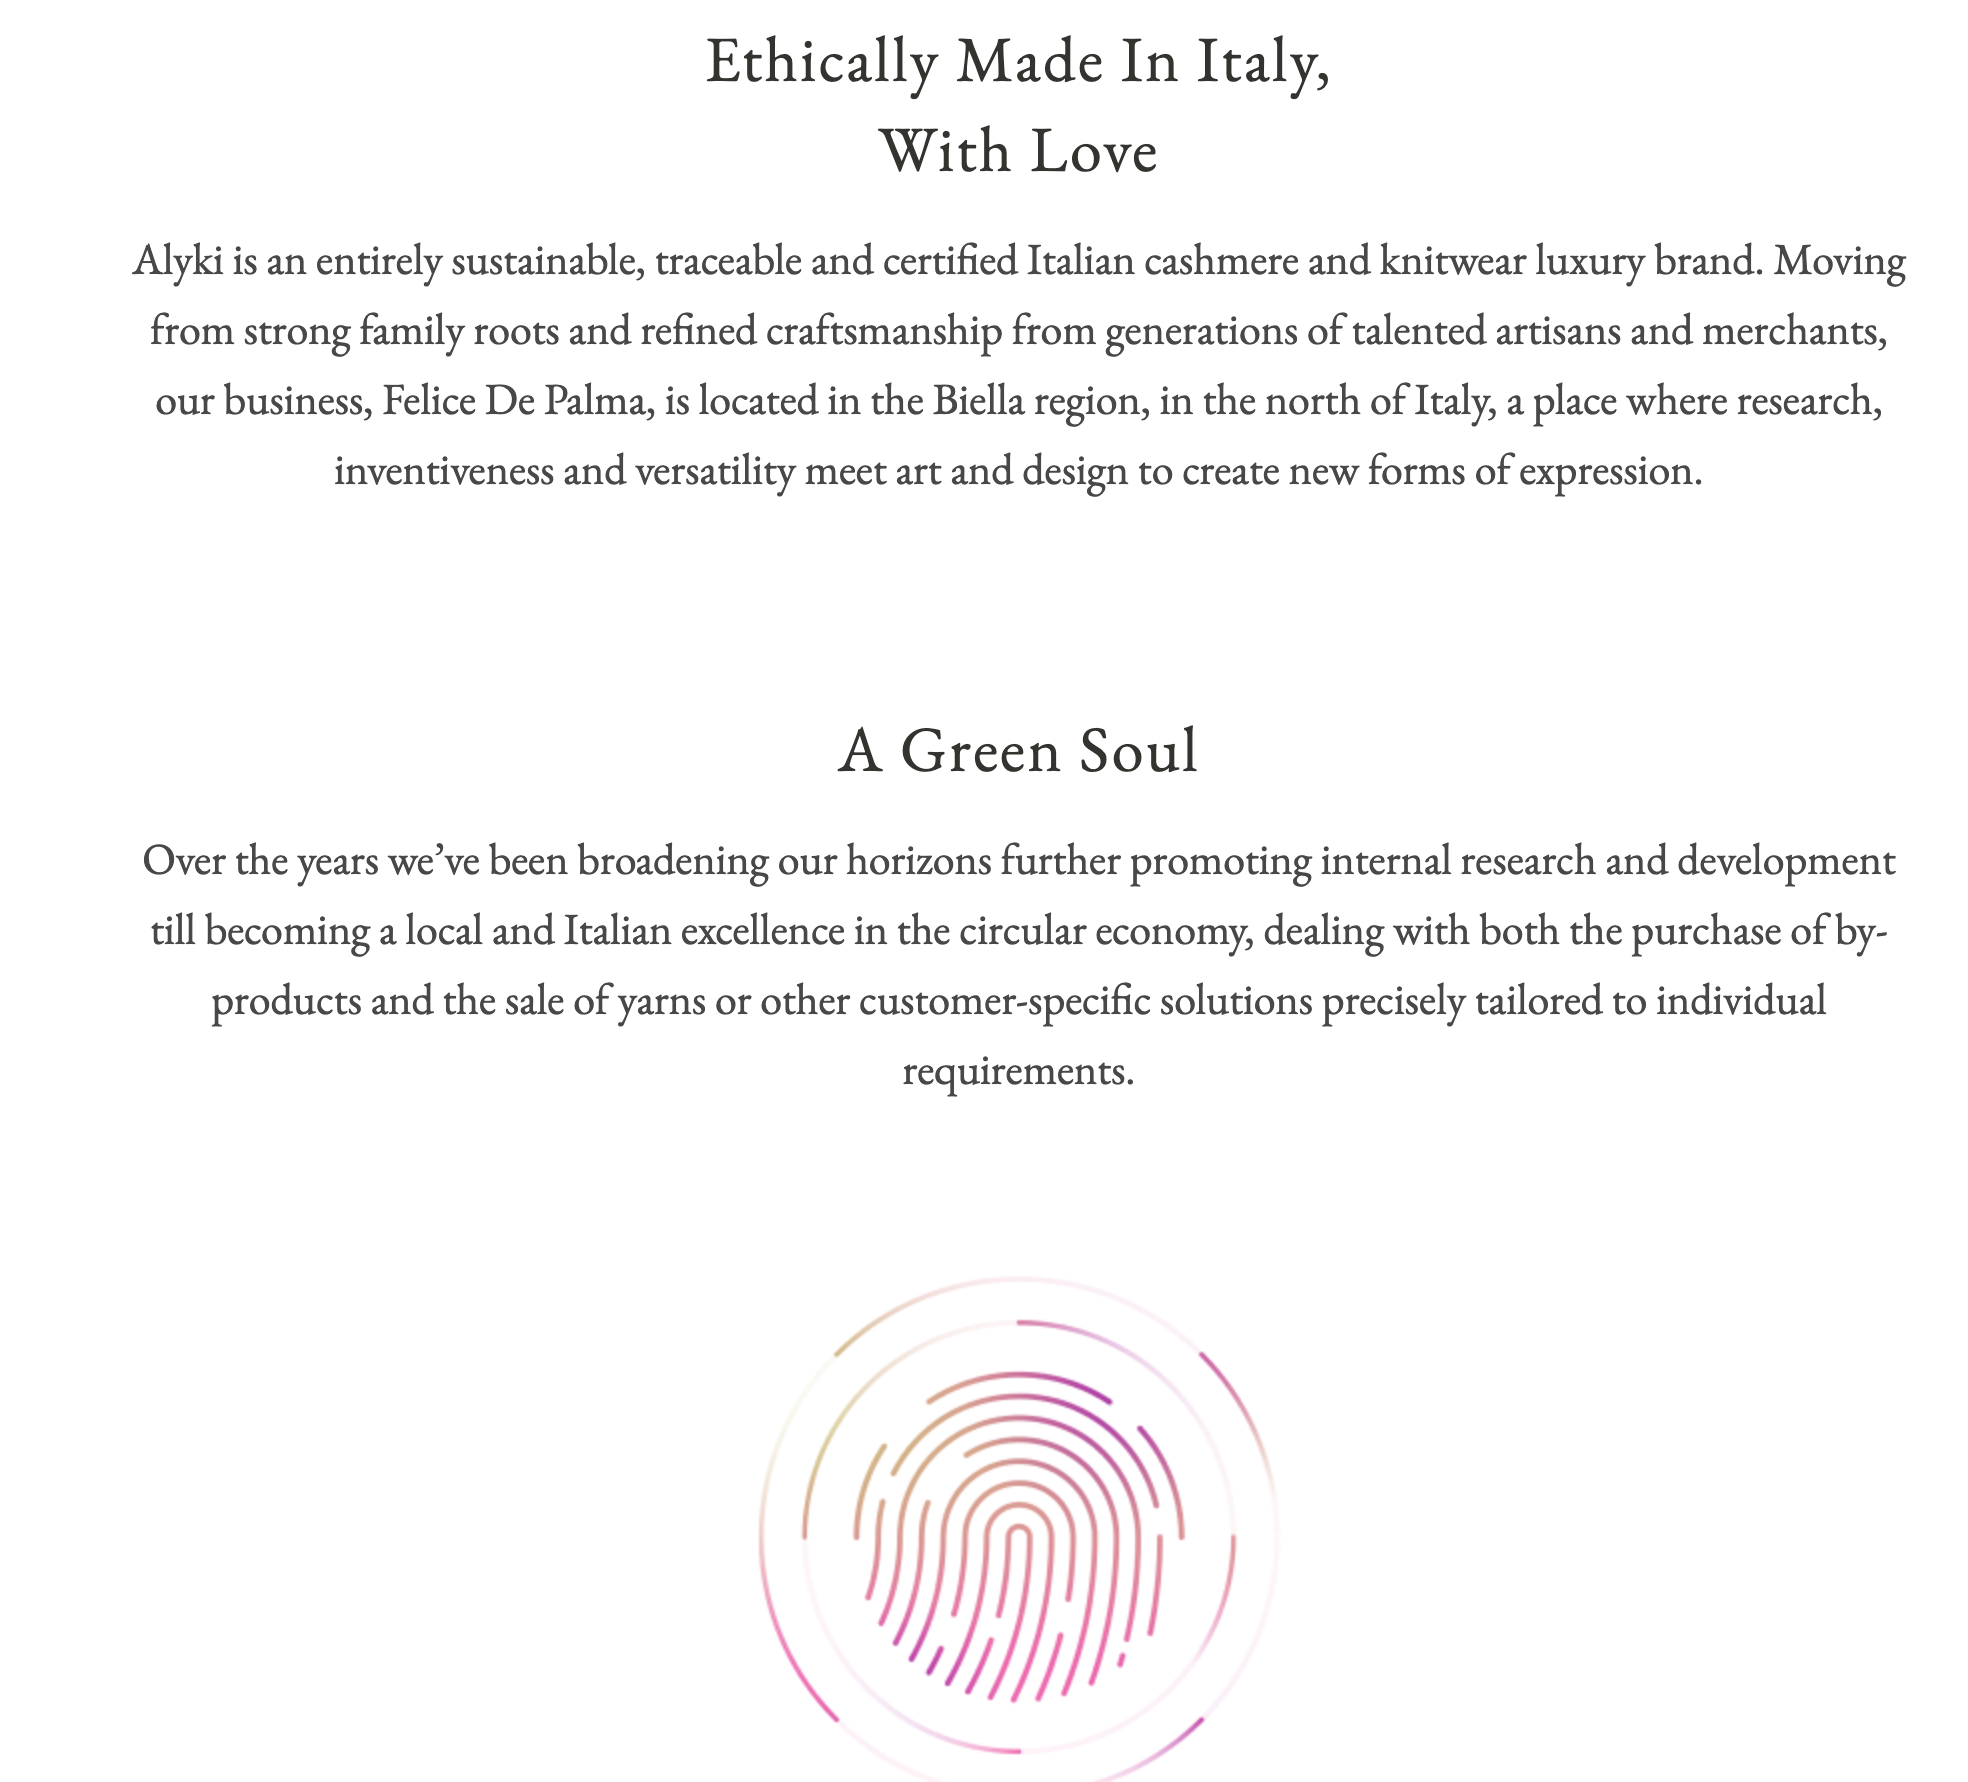 Ethically Made In Italy,
With Love
Alyki is an entirely sustainable, traceable and certified Italian cashmere and knitwear luxury brand. Moving
from strong family roots and refined craftsmanship from generations of talented artisans and merchants,
our business, Felice De Palma, is located in the Biella region, in the north of Italy, a place where research,
inventiveness and versatility meet art and design to create new forms of expression.
A Green Soul
Over the years we’ve been broadening our horizons further promoting internal research and development
till becoming a local and Italian excellence in the circular economy, dealing with both the purchase of by-
products and the sale of yarns or other customer-specific solutions precisely tailored to individual
requirements.